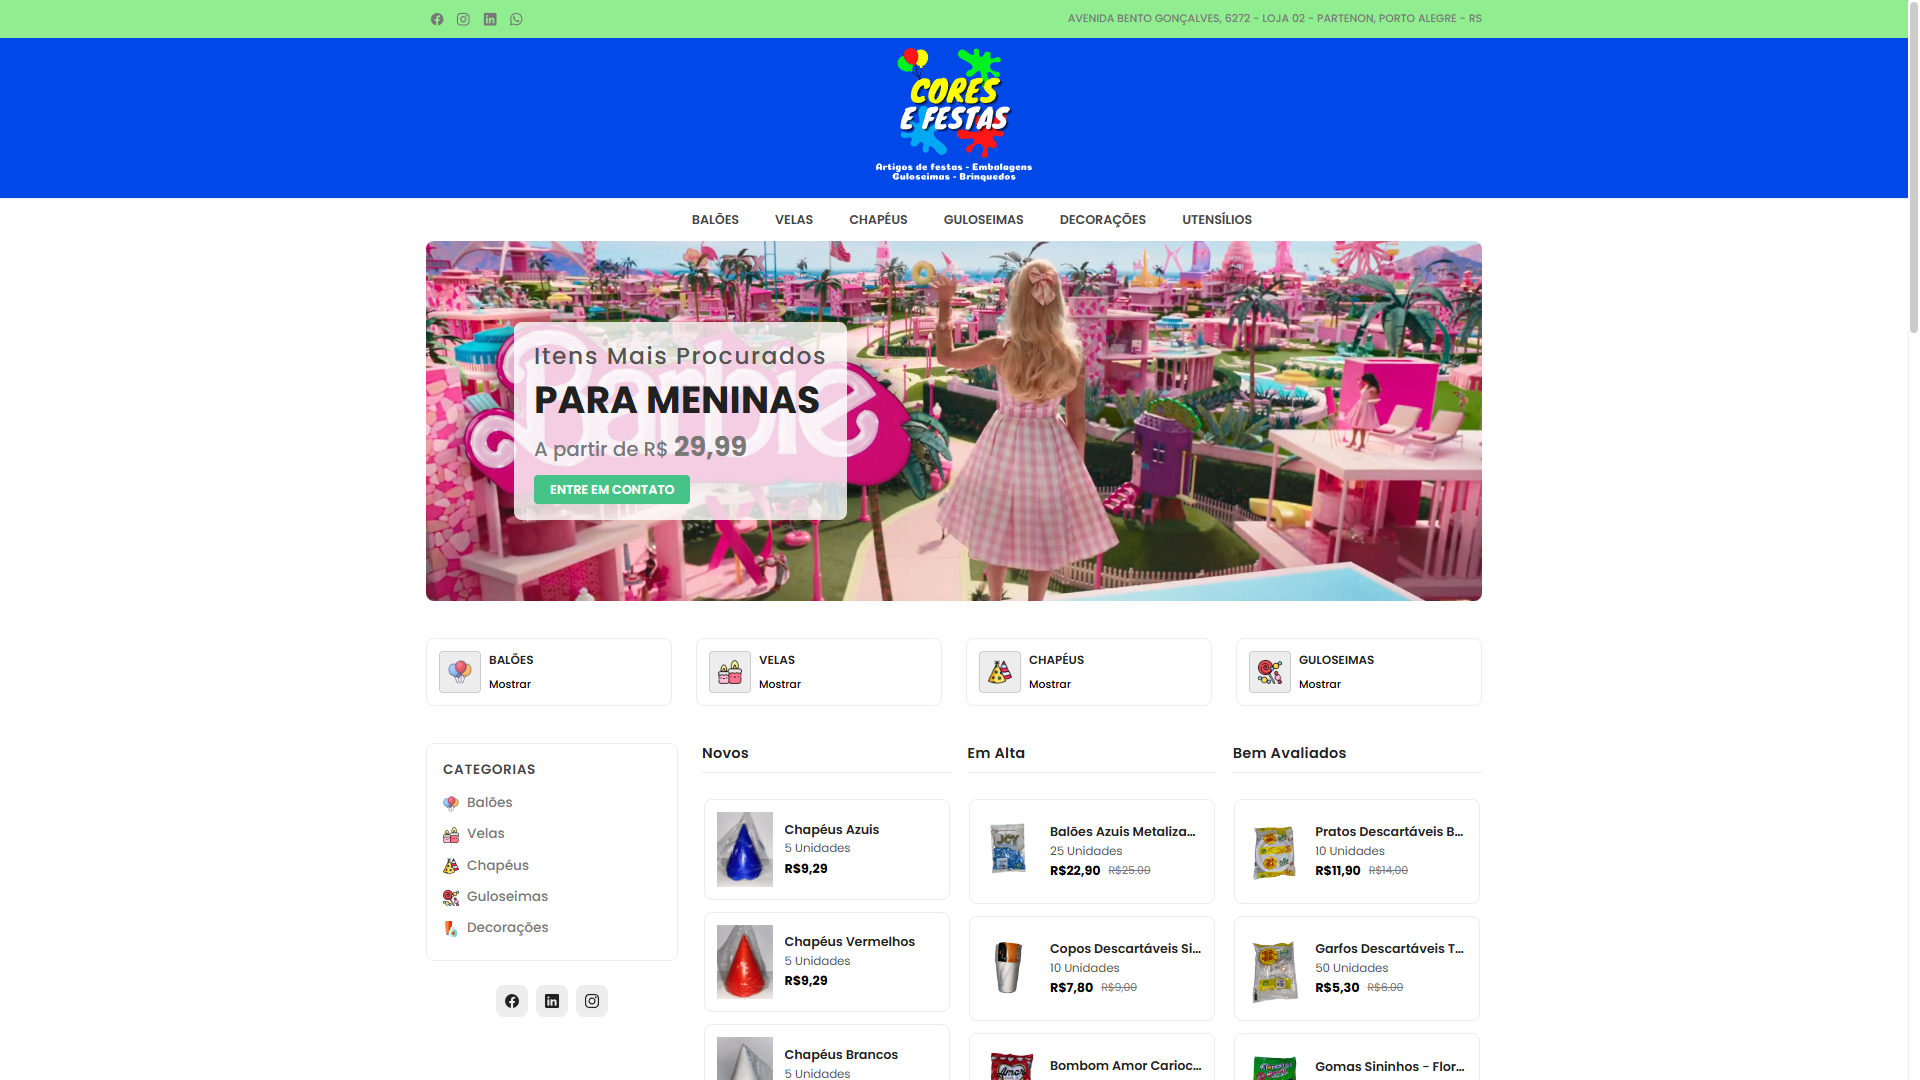 AVENIDA BENTO GONÇALVES, 6272 - LOJA 02 - PARTENON, PORTO ALEGRE - RS
CORES
E FESTAS
Artigos de festas - Embalagens
Guloseimas - Brinquedos
BALÕES VELAS CHAPÉUS GULOSEIMAS DECORAÇÕES UTENSÍLIOS
Barbie
Itens Mais Procurados
PARA MENINAS
A partir de R$ 29,99
ENTRE EM CONTATO
BALÕES
Mostrar
VELAS
Mostrar
CHAPÉUS
Mostrar
GULOSEIMAS
Mostrar
CATEGORIAS
Balões
Velas
Chapéus
Guloseimas
Decorações
Novos
Chapéus Azuis
5 Unidades
R$9,29
Chapéus Vermelhos
5 Unidades
R$9,29
Chapéus Brancos
5 Unidades
Em Alta
JOY
Balões Azuis Metaliza...
25 Unidades
R$22,90 R$25.00
Copos Descartáveis Si...
10 Unidades
R$7,80 R$9,00
Amor
Bombom Amor Carioc...
Bem Avaliados
Pratos Descartáveis B...
10 Unidades
R$11,90 R$14,00
Garfos Descartáveis T...
50 Unidades
R$5,30 R$6.00
Gomas Sininhos - Flor...